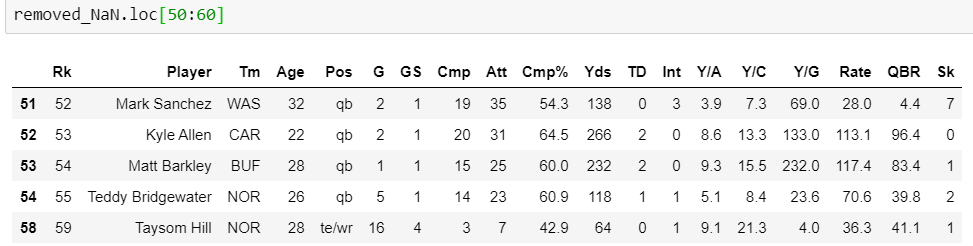 removed_NaN.loc[50:60]
Rk Player Tm Age Pos G GS Cmp Att Cmp% Yds TD Int Y/A Y/C Y/G Rate QBR Sk
51 52 Mark Sanchez WAS 32 qb 2 1 19 35 54.3 138 0 3 3.9 7.3 69.0 28.0 4.4 7
52 53 Kyle Allen CAR 22 qb 2 1 20 31 64.5 266 2 0 8.6 13.3 133.0 113.1 96.4 0
53 54 Matt Barkley BUF 28 qb 1 1 15 25 60.0 232 2 0 9.3 15.5 232.0 117.4 83.4 1
54 55 Teddy Bridgewater NOR 26 qb 5 1 14 23 60.9 118 1 1 5.1 8.4 23.6 70.6 39.8 2
58 59 Taysom Hill NOR 28 te/wr 16 4 3 7 42.9 64 0 1 9.1 21.3 4.0 36.3 41.1 1